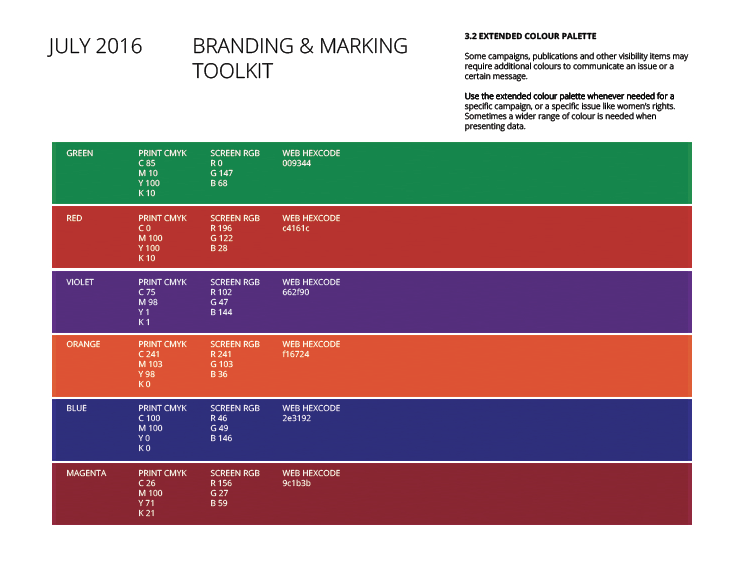 JULY 2016
BRANDING & MARKING
TOOLKIT
3.2 EXTENDED COLOUR PALETTE
Some campaigns, publications and other visibility items may
require additional colours to communicate an issue or a
certain message.
Use the extended colour palette whenever needed for a
specific campaign, or a specific issue like women's rights.
Sometimes a wider range of colour is needed when
presenting data.
GREEN PRINT CMYK SCREEN RGB WEB HEXCODE
C 85 R 0 009344
M 10 G 147
Y 100 B 68
K 10
RED PRINT CMYK SCREEN RGB WEB HEXCODE
C 0 R 196 c4161c
M 100 G 122
Y 100 B 28
K 10
VIOLET PRINT CMYK SCREEN RGB WEB HEXCODE
C 75 R 102 662f90
M 98 G 47
Y 1 B 144
K 1
ORANGE PRINT CMYK SCREEN RGB WEB HEXCODE
C 241 R 241 f16724
M 103 G 103
Y 98 B 36
K 0
BLUE PRINT CMYK SCREEN RGB WEB HEXCODE
C 100 R 46 2e3192
M 100 G 49
Y 0 B 146
K 0
MAGENTA PRINT CMYK SCREEN RGB WEB HEXCODE
C 26 R 156 9c1b3b
M 100 G 27
Y 71 B 59
K 21